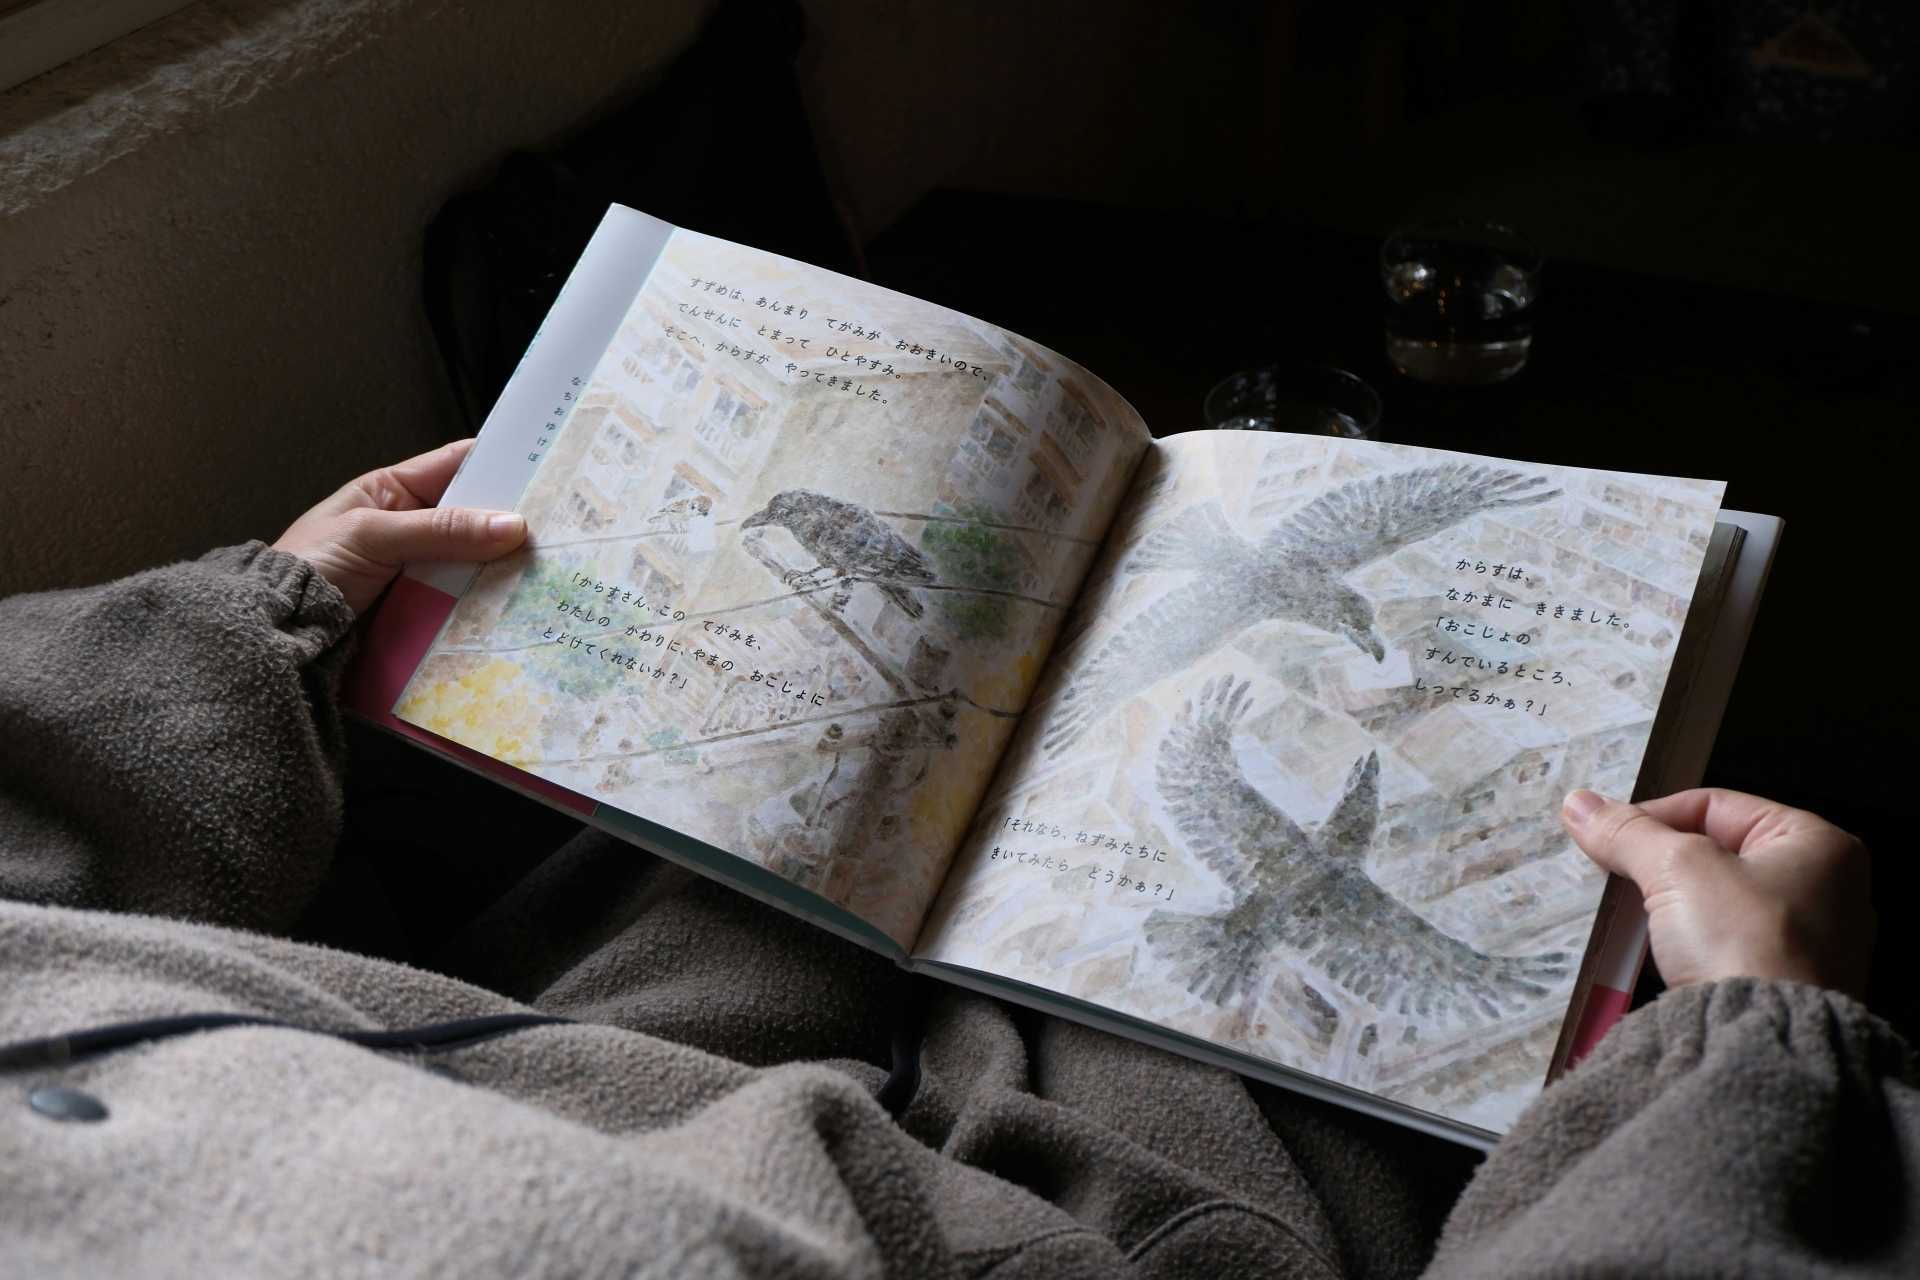 すずめは、あんまり　てがみが　おおきいので、
でんせんに　とまって　ひとやすみ。
そこへ、からすが　やってきました。
「からすさん、この　てがみを、
わたしの　かわりに、やまの　おこじょに
とどけてくれないか？」
からすは、
なかまに　ききました。
「おこじょの
すんでいるところ、
しってるかぁ？」
「それなら、ねずみたちに
きいてみたら　どうかぁ？」